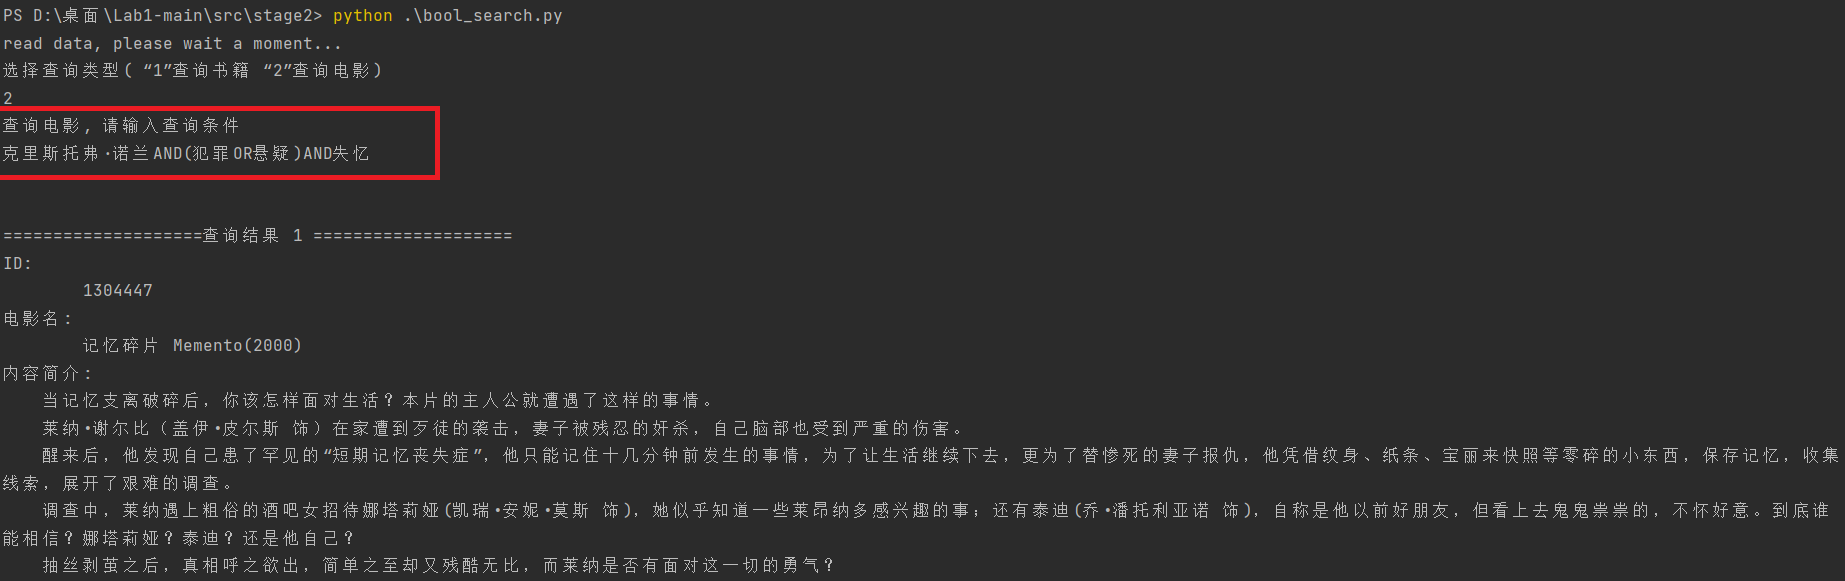 PS D:\桌面\Lab1-main\src\stage2> python .\bool_search.py
read data, please wait a moment...
选择查询类型( “1”查询书籍 “2”查询电影)
2
查询电影, 请输入查询条件
克里斯托弗·诺兰AND(犯罪OR悬疑)AND失忆
====================查询结果 1 ====================
ID:
1304447
电影名:
记忆碎片 Memento(2000)
内容简介:
当记忆支离破碎后，你该怎样面对生活？本片的主人公就遭遇了这样的事情。
莱纳·谢尔比（盖伊·皮尔斯 饰）在家遭到歹徒的袭击，妻子被残忍的奸杀，自己脑部也受到严重的伤害。
醒来后，他发现自己患了罕见的“短期记忆丧失症”，他只能记住十几分钟前发生的事情，为了让生活继续下去，更为了替惨死的妻子报仇，他凭借纹身、纸条、宝丽来快照等零碎的小东西，保存记忆，收集
线索，展开了艰难的调查。
调查中，莱纳遇上粗俗的酒吧女招待娜塔莉娅(凯瑞·安妮·莫斯 饰)，她似乎知道一些莱昂纳多感兴趣的事；还有泰迪(乔·潘托利亚诺 饰)，自称是他以前好朋友，但看上去鬼鬼祟祟的，不怀好意。到底谁
能相信？娜塔莉娅？泰迪？还是他自己？
抽丝剥茧之后，真相呼之欲出，简单之至却又残酷无比，而莱纳是否有面对这一切的勇气？